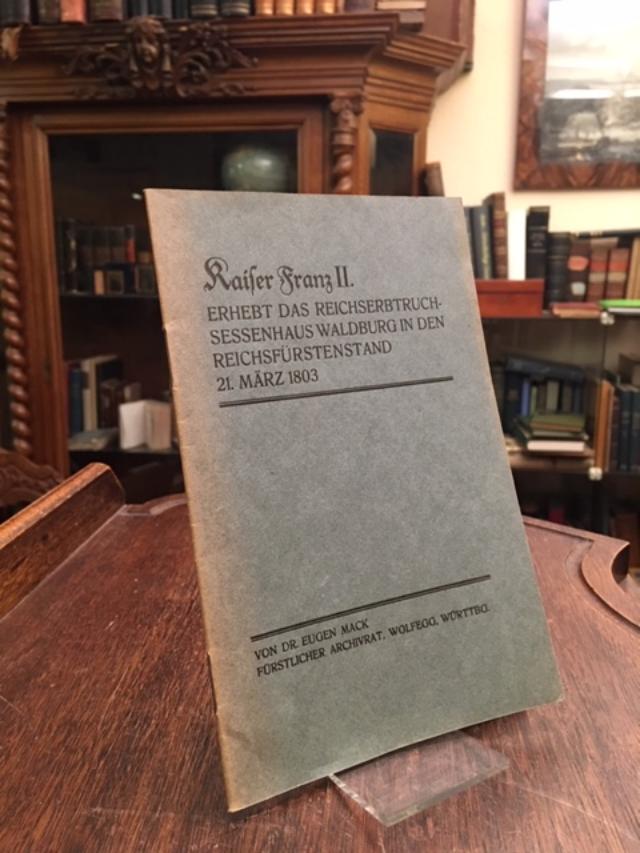 Kaiser Franz II.
ERHEBT DAS REICHSERBTRUCH-
SESSENHAUS WALDBURG IN DEN
REICHSFÜRSTENSTAND
21. MÄRZ 1803
VON DR. EUGEN MACK
FÜRSTLICHER ARCHIVRAT, WOLFEGG, WÜRTTBG.